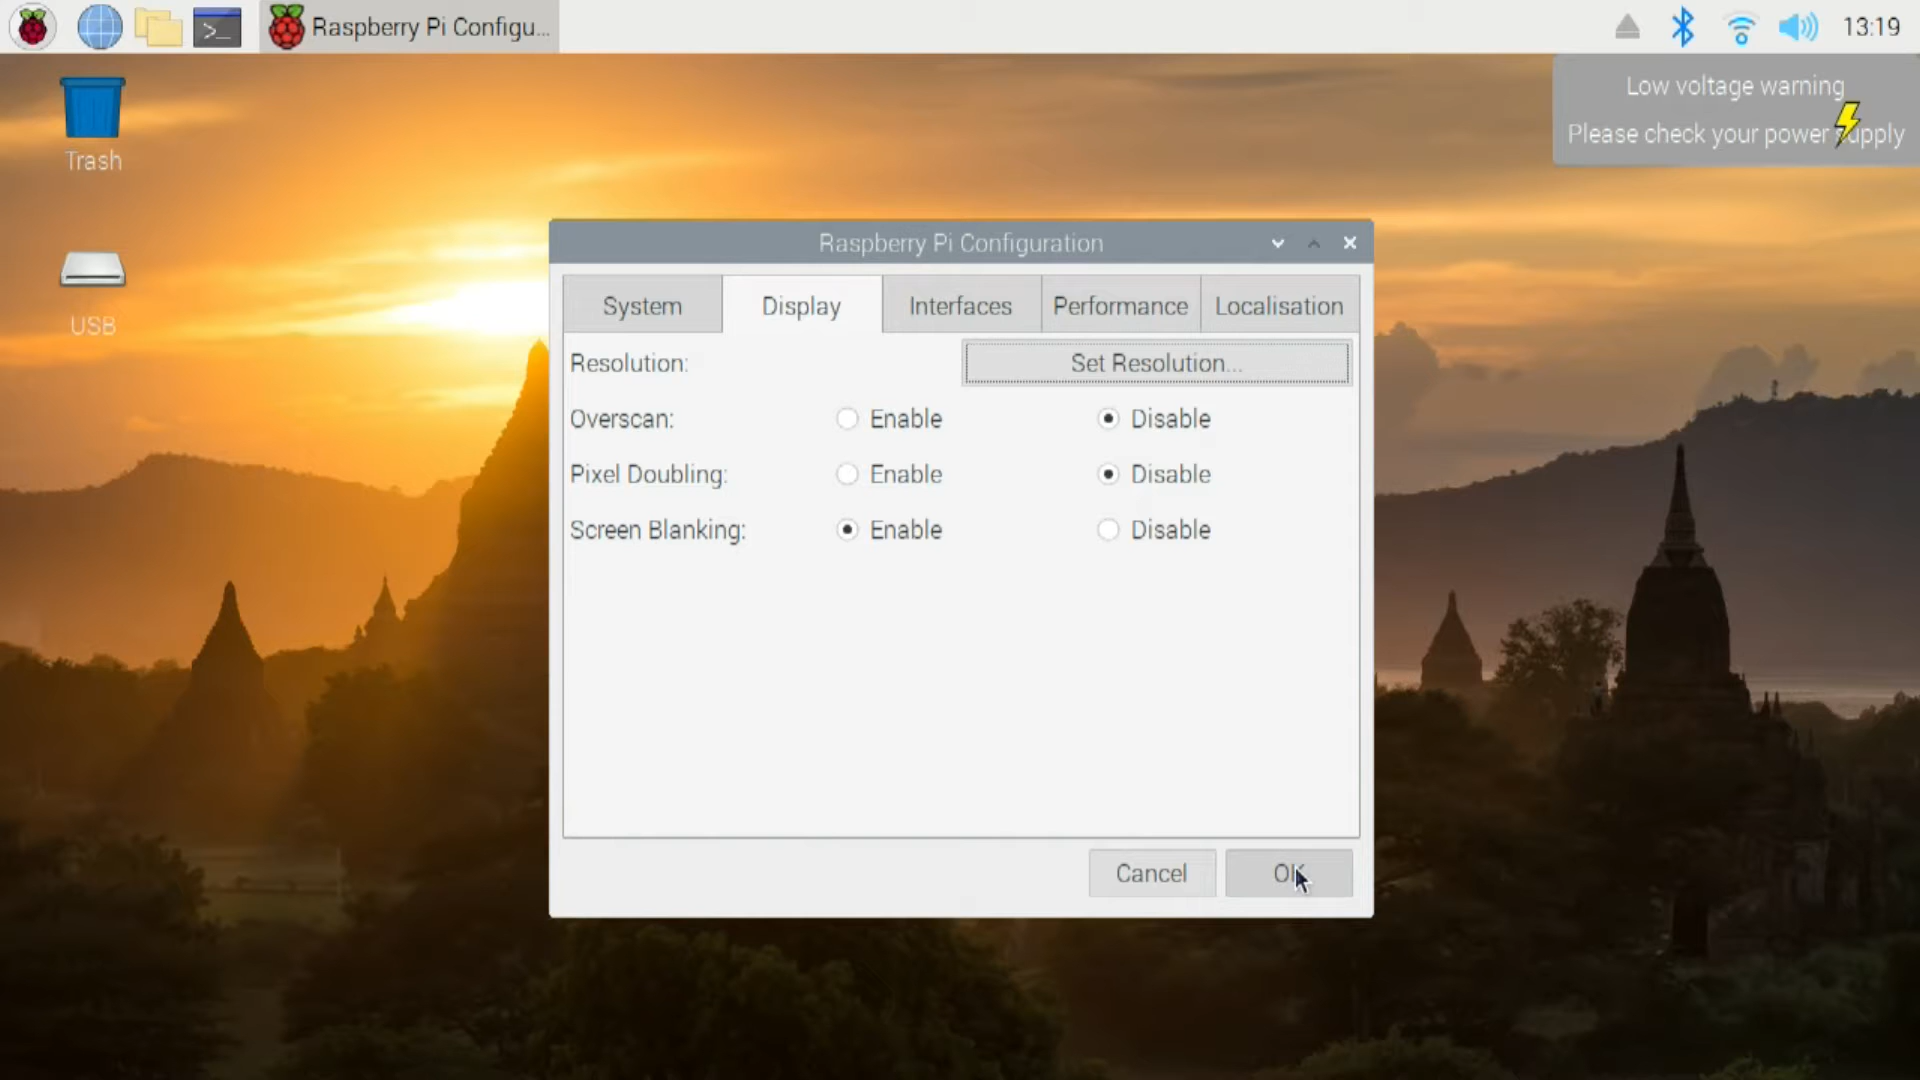 Raspberry Pi Configu...
13:19
Low voltage warning
Please check your power supply
Trash
USB
Raspberry Pi Configuration
System
Display
Interfaces
Performance
Localisation
Resolution:
Set Resolution...
Overscan:
Enable
Disable
Pixel Doubling:
Enable
Disable
Screen Blanking:
Enable
Disable
Cancel
OK